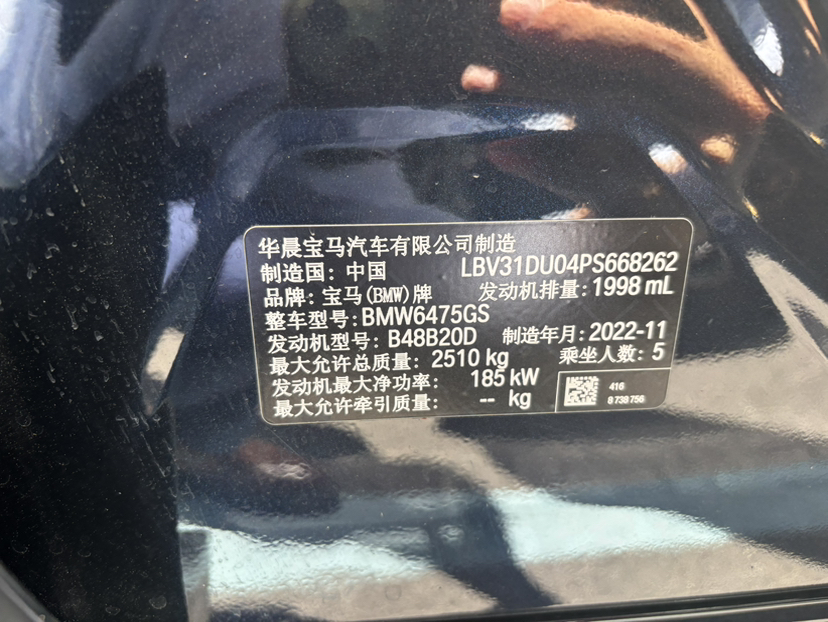 华晨宝马汽车有限公司制造
制造国：中国 LBV31DU04PS668262
品牌：宝马(BMW)牌 发动机排量：1998 mL
整车型号：BMW6475GS
发动机型号：B48B20D 制造年月：2022-11
最大允许总质量：2510 kg 乘坐人数：5
发动机最大净功率：185 kW
最大允许牵引质量：-- kg
416
8738756